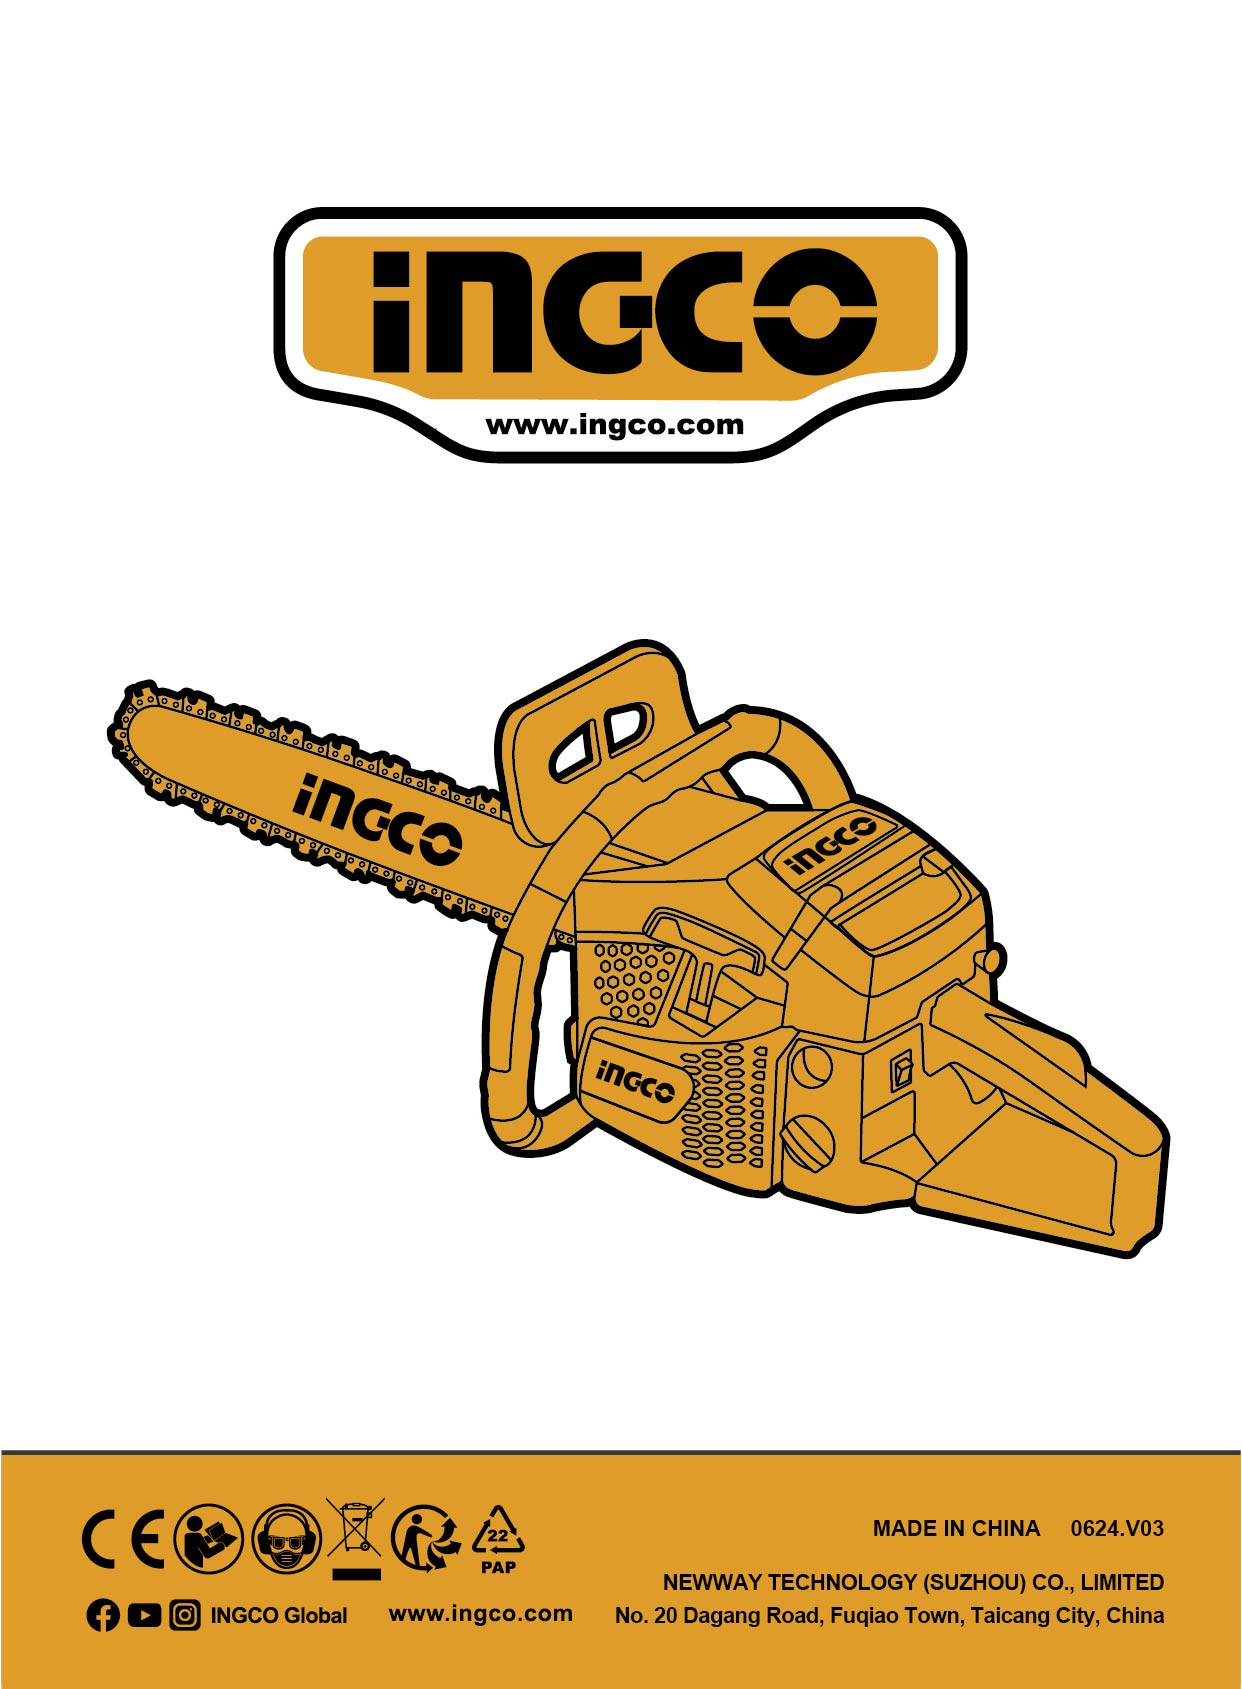 INGCO
www.ingco.com
INGCO
INGCO
INGCO
CE
22
PAP
MADE IN CHINA 0624.V03
NEWWAY TECHNOLOGY (SUZHOU) CO., LIMITED
INGCO Global www.ingco.com No. 20 Dagang Road, Fuqiao Town, Taicang City, China